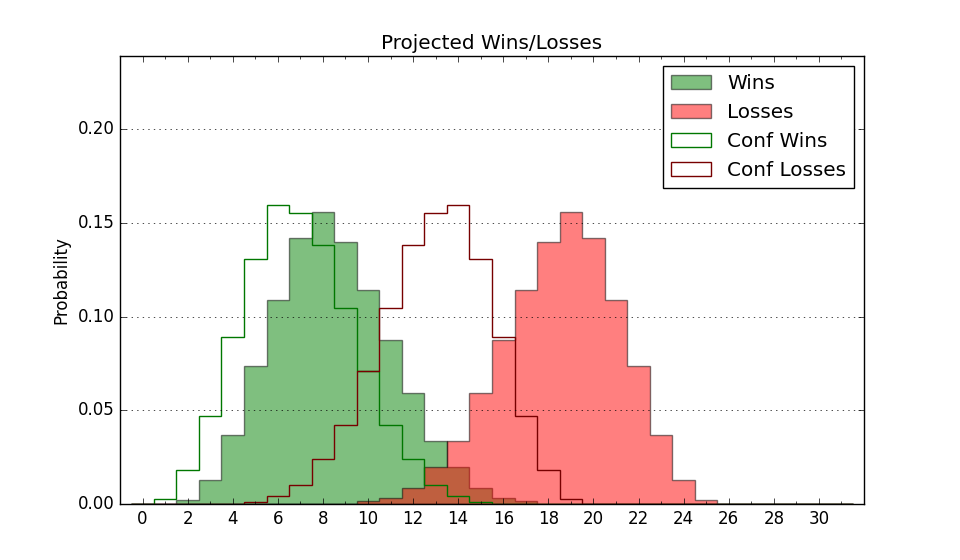 Projected Wins/Losses
Wins
Losses
Conf Wins
Conf Losses
Probability
0.20
0.15
0.10
0.05
0.00
0 2 4 6 8 10 12 14 16 18 20 22 24 26 28 30